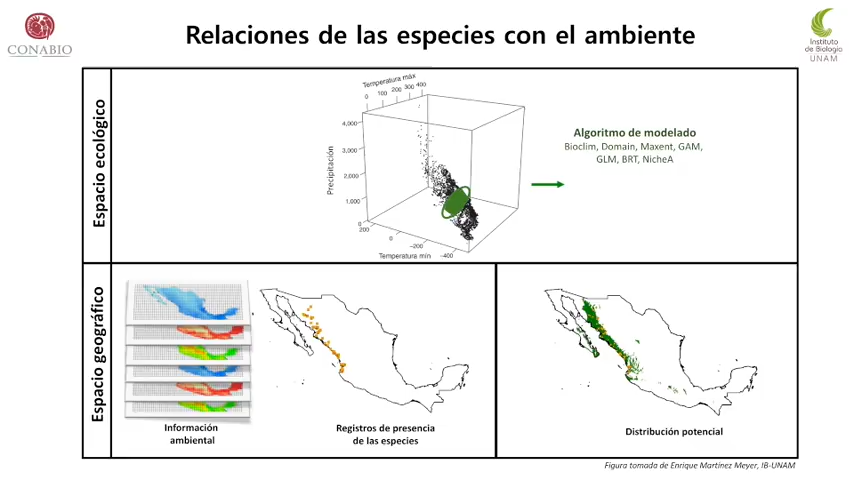 CONABIO
Relaciones de las especies con el ambiente
Instituto
de Biología
UNAM
Espacio ecológico
Temperatura máx
0 100 200 300 400
4,000
3,000
2,000
1,000
0
Precipitación
200
0
−200
−400
Temperatura mín
Algoritmo de modelado
Bioclim, Domain, Maxent, GAM,
GLM, BRT, NicheA
Espacio geográfico
Información
ambiental
Registros de presencia
de las especies
Distribución potencial
Figura tomada de Enrique Martínez Meyer, IB-UNAM